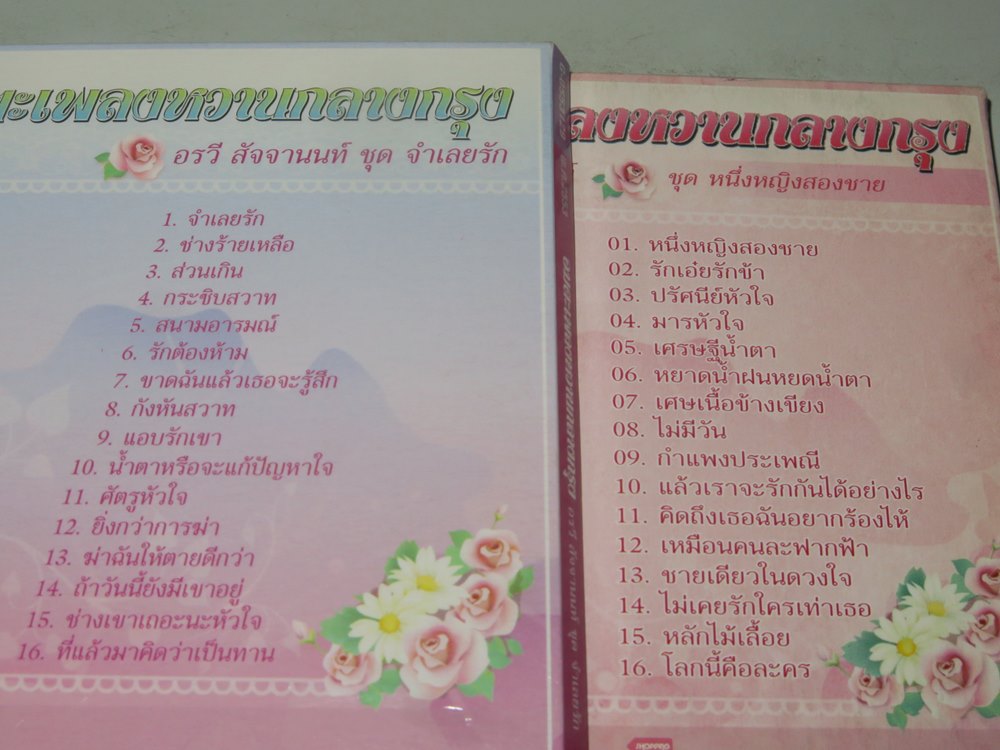 ะเพลงหวานกลางกรุง
อรวี สัจจานนท์ ชุด จำเลยรัก
1. จำเลยรัก
2. ช่างร้ายเหลือ
3. ส่วนเกิน
4. กระซิบสวาท
5. สนามอารมณ์
6. รักต้องห้าม
7. ขาดฉันแล้วเธอจะรู้สึก
8. กังหันสวาท
9. แอบรักเขา
10. น้ำตาหรือจะแก้ปัญหาใจ
11. ศัตรูหัวใจ
12. ยิ่งกว่าการฆ่า
13. ฆ่าฉันให้ตายดีกว่า
14. ถ้าวันนี้ยังมีเขาอยู่
15. ช่างเขาเถอะนะหัวใจ
16. ที่แล้วมาคิดว่าเป็นทาน
อรวี สัจจานนท์ ชุด จำเลยรัก
ลงหวานกลางกรุง
ชุด หนึ่งหญิงสองชาย
01. หนึ่งหญิงสองชาย
02. รักเอ๋ยรักข้า
03. ปรัศนีย์หัวใจ
04. มารหัวใจ
05. เศรษฐีน้ำตา
06. หยาดน้ำฝนหยดน้ำตา
07. เศษเนื้อข้างเขียง
08. ไม่มีวัน
09. กำแพงประเพณี
10. แล้วเราจะรักกันได้อย่างไร
11. คิดถึงเธอฉันอยากร้องไห้
12. เหมือนคนละฟากฟ้า
13. ชายเดียวในดวงใจ
14. ไม่เคยรักใครเท่าเธอ
15. หลักไม้เลื้อย
16. โลกนี้คือละคร